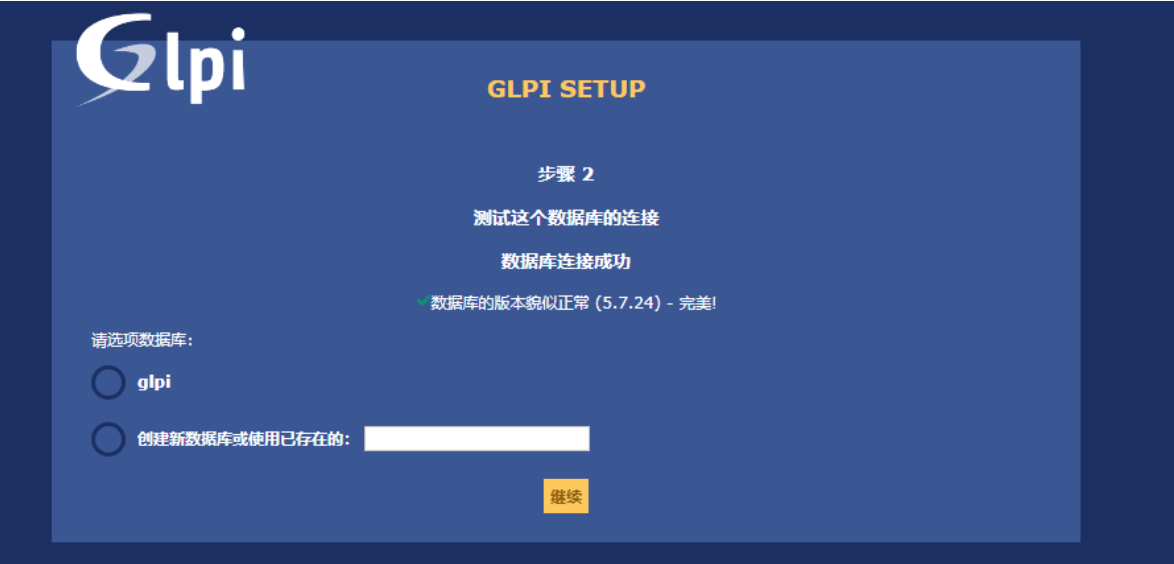 Glpi
GLPI SETUP
步骤 2
测试这个数据库的连接
数据库连接成功
数据库的版本貌似正常 (5.7.24) - 完美!
请选项数据库:
glpi
创建新数据库或使用已存在的:
继续